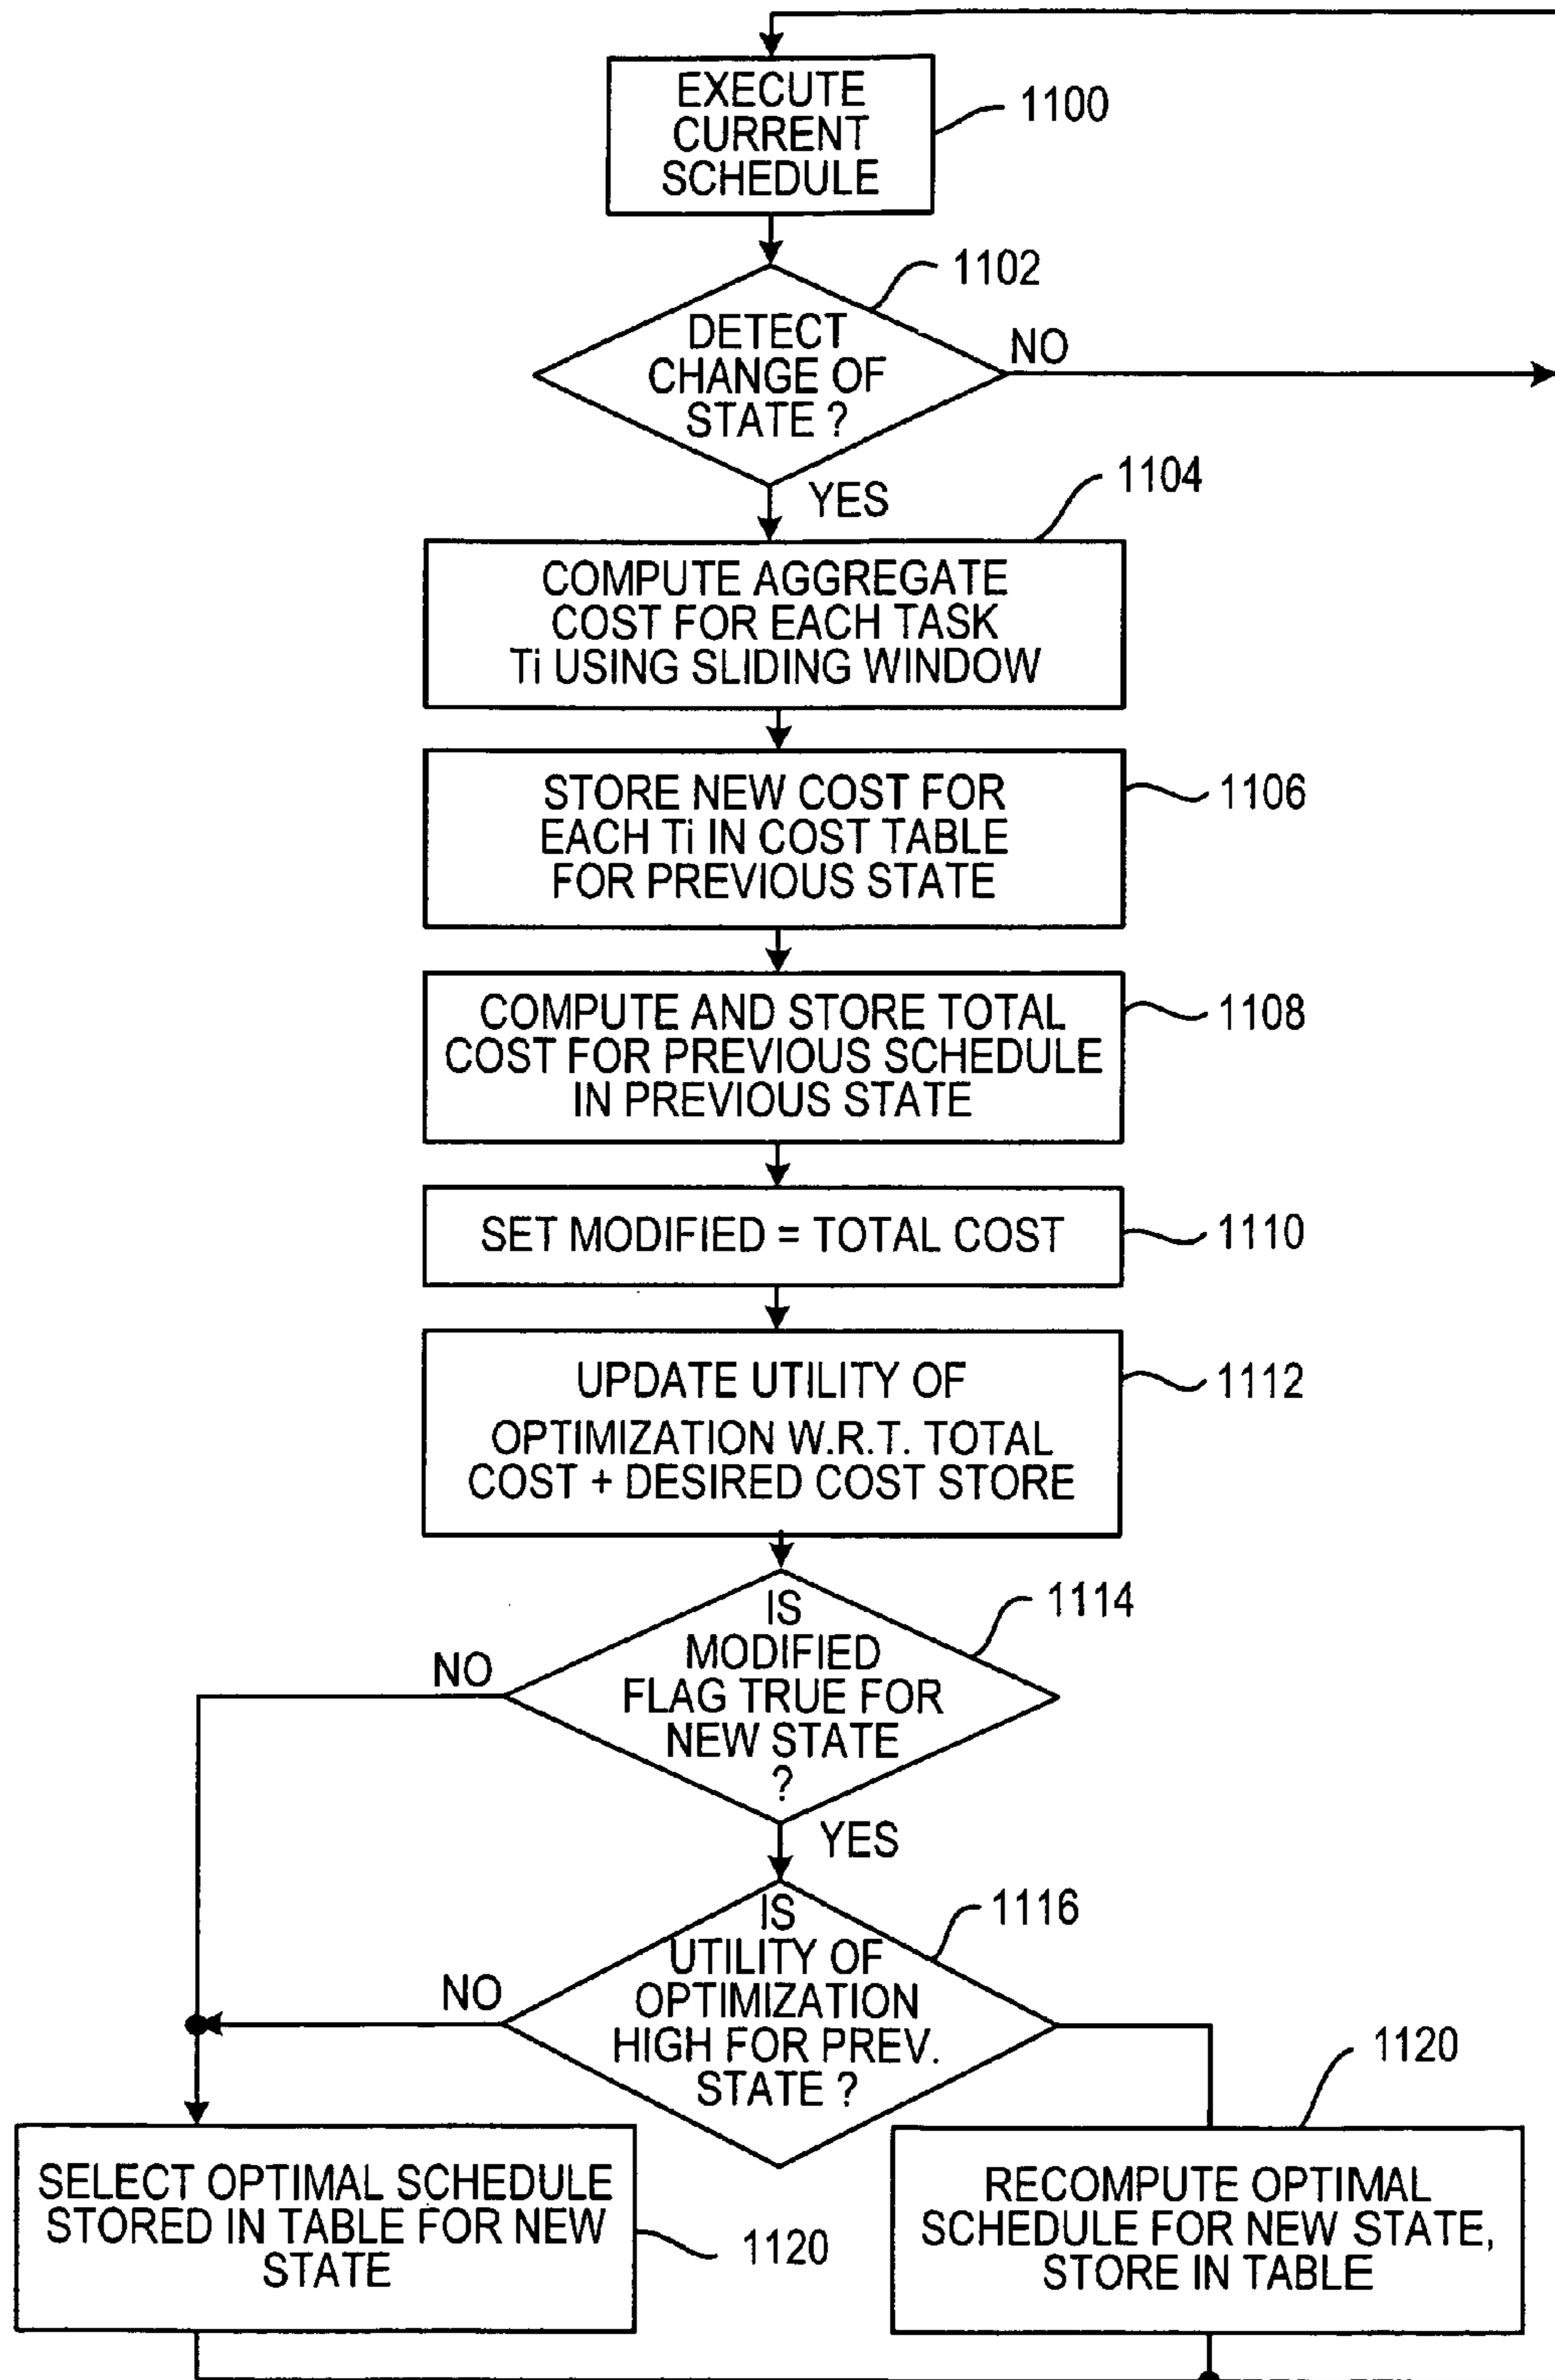 EXECUTE
CURRENT
SCHEDULE
1100
1102
DETECT
CHANGE OF
STATE ?
NO
YES
1104
COMPUTE AGGREGATE
COST FOR EACH TASK
Ti USING SLIDING WINDOW
STORE NEW COST FOR
EACH Ti IN COST TABLE
FOR PREVIOUS STATE
1106
COMPUTE AND STORE TOTAL
COST FOR PREVIOUS SCHEDULE
IN PREVIOUS STATE
1108
SET MODIFIED = TOTAL COST
1110
UPDATE UTILITY OF
OPTIMIZATION W.R.T. TOTAL
COST + DESIRED COST STORE
1112
IS
MODIFIED
FLAG TRUE FOR
NEW STATE
?
1114
NO
YES
IS
UTILITY OF
OPTIMIZATION
HIGH FOR PREV.
STATE ?
1116
NO
1120
SELECT OPTIMAL SCHEDULE
STORED IN TABLE FOR NEW
STATE
1120
RECOMPUTE OPTIMAL
SCHEDULE FOR NEW STATE,
STORE IN TABLE